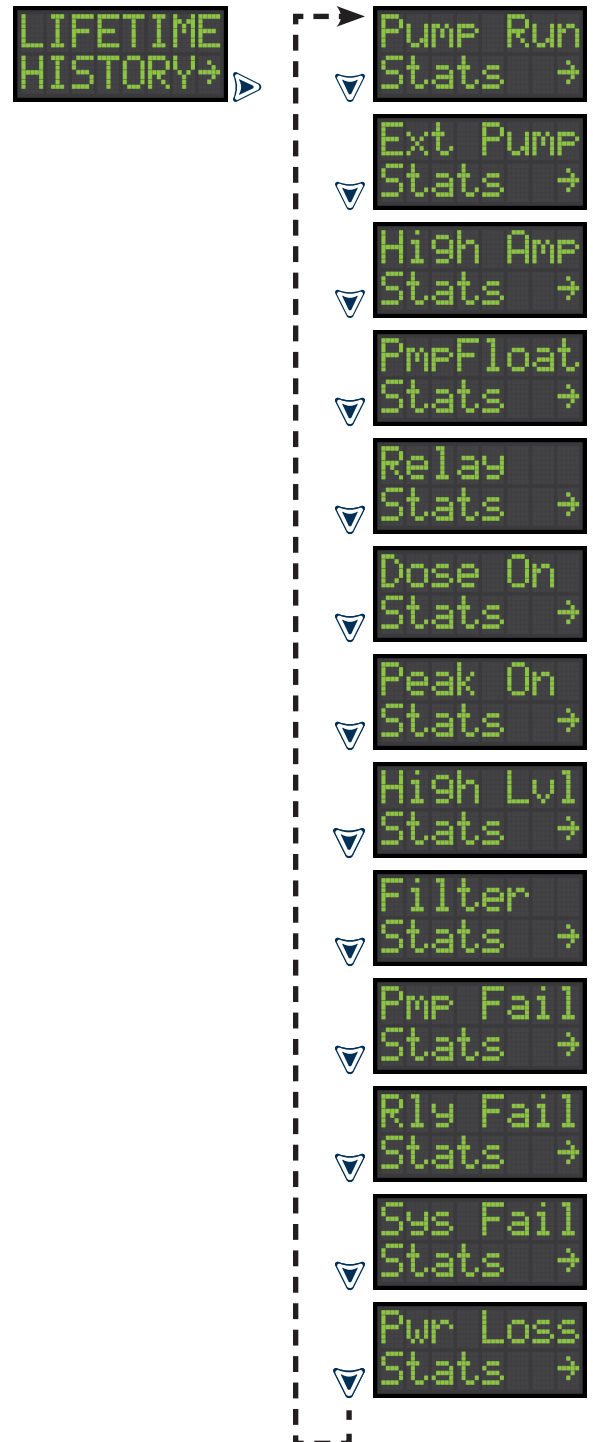 LIFETIME
HISTORY→
Pump Run
Stats →
Ext Pump
Stats →
High Amp
Stats →
PmpFloat
Stats →
Relay
Stats →
Dose On
Stats →
Peak On
Stats →
High Lvl
Stats →
Filter
Stats →
Pmp Fail
Stats →
Rly Fail
Stats →
Sys Fail
Stats →
Pwr Loss
Stats →